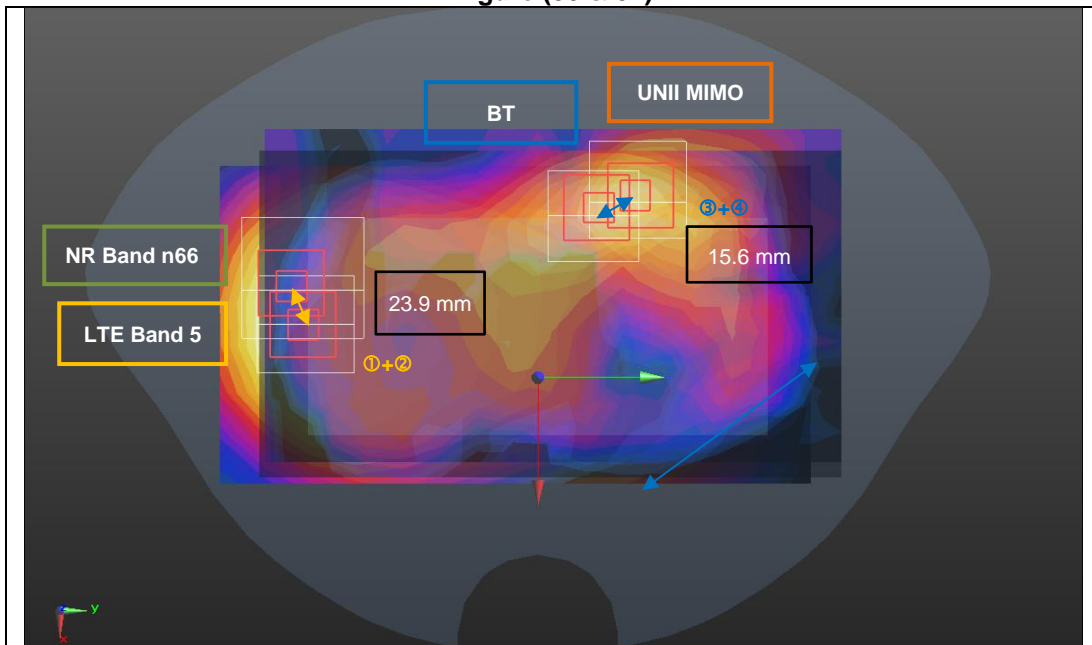 UNII MIMO
BT
③+④
NR Band n66
15.6 mm
23.9 mm
LTE Band 5
①+②
y
x